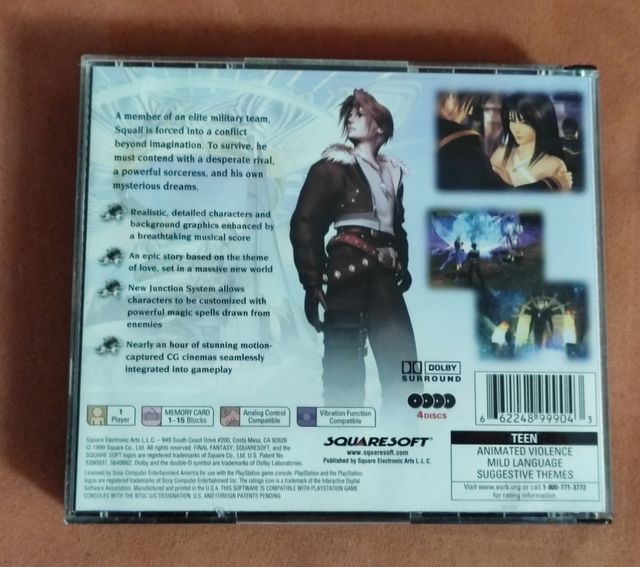 A member of an elite military team,
Squall is forced into a conflict
beyond imagination. To survive, he
must contend with a desperate rival,
a powerful sorceress, and his own
mysterious dreams.
Realistic, detailed characters and
background graphics enhanced by
a breathtaking musical score
An epic story based on the theme
of love, set in a massive new world
New Junction System allows
characters to be customized with
powerful magic spells drawn from
enemies
Nearly an hour of stunning motion-
captured CG cinemas seamlessly
integrated into gameplay
DOLBY
SURROUND
4 DISCS
6 62248 99904 3
1
Player
MEMORY CARD
1–15 Blocks
Analog Control
Compatible
Vibration Function
Compatible
Square Electronic Arts L.L.C. – 949 South Coast Drive #200, Costa Mesa, CA 92626
© 1999 Square Co., Ltd. All rights reserved. FINAL FANTASY, SQUARESOFT, and the
SQUARE SOFT logos are registered trademarks of Square Co., Ltd. U.S. Patent No.
5390937, 5649862. Dolby and the double-D symbol are trademarks of Dolby Laboratories.
SQUARESOFT
www.squaresoft.com
Published by Square Electronic Arts L.L.C.
Licensed by Sony Computer Entertainment America for use with the PlayStation game console. PlayStation and the PlayStation
logos are registered trademarks of Sony Computer Entertainment Inc. The ratings icon is a trademark of the Interactive Digital
Software Association. Manufactured and printed in the U.S.A. THIS SOFTWARE IS COMPATIBLE WITH PLAYSTATION GAME
CONSOLES WITH THE NTSC U/C DESIGNATION. U.S. AND FOREIGN PATENTS PENDING
TEEN
ANIMATED VIOLENCE
MILD LANGUAGE
SUGGESTIVE THEMES
Visit www.esrb.org or call 1-800-771-3772
for rating information.